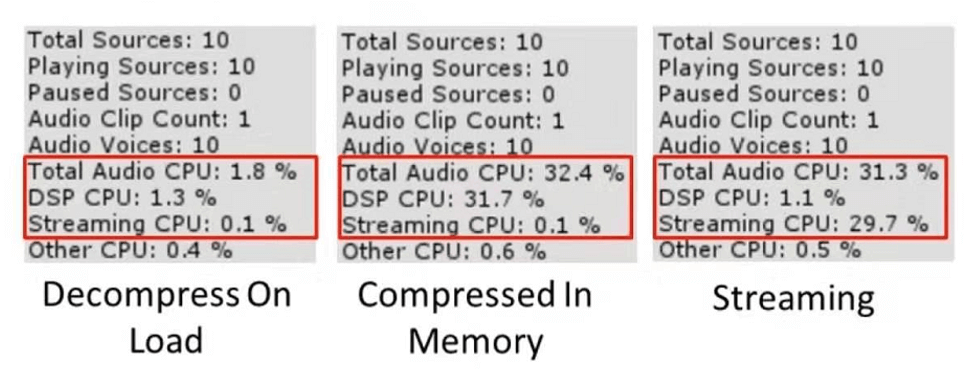 Total Sources: 10
Playing Sources: 10
Paused Sources: 0
Audio Clip Count: 1
Audio Voices: 10
Total Audio CPU: 1.8 %
DSP CPU: 1.3 %
Streaming CPU: 0.1 %
Other CPU: 0.4 %
Decompress On
Load
Total Sources: 10
Playing Sources: 10
Paused Sources: 0
Audio Clip Count: 1
Audio Voices: 10
Total Audio CPU: 32.4 %
DSP CPU: 31.7 %
Streaming CPU: 0.1 %
Other CPU: 0.6 %
Compressed In
Memory
Total Sources: 10
Playing Sources: 10
Paused Sources: 0
Audio Clip Count: 1
Audio Voices: 10
Total Audio CPU: 31.3 %
DSP CPU: 1.1 %
Streaming CPU: 29.7 %
Other CPU: 0.5 %
Streaming